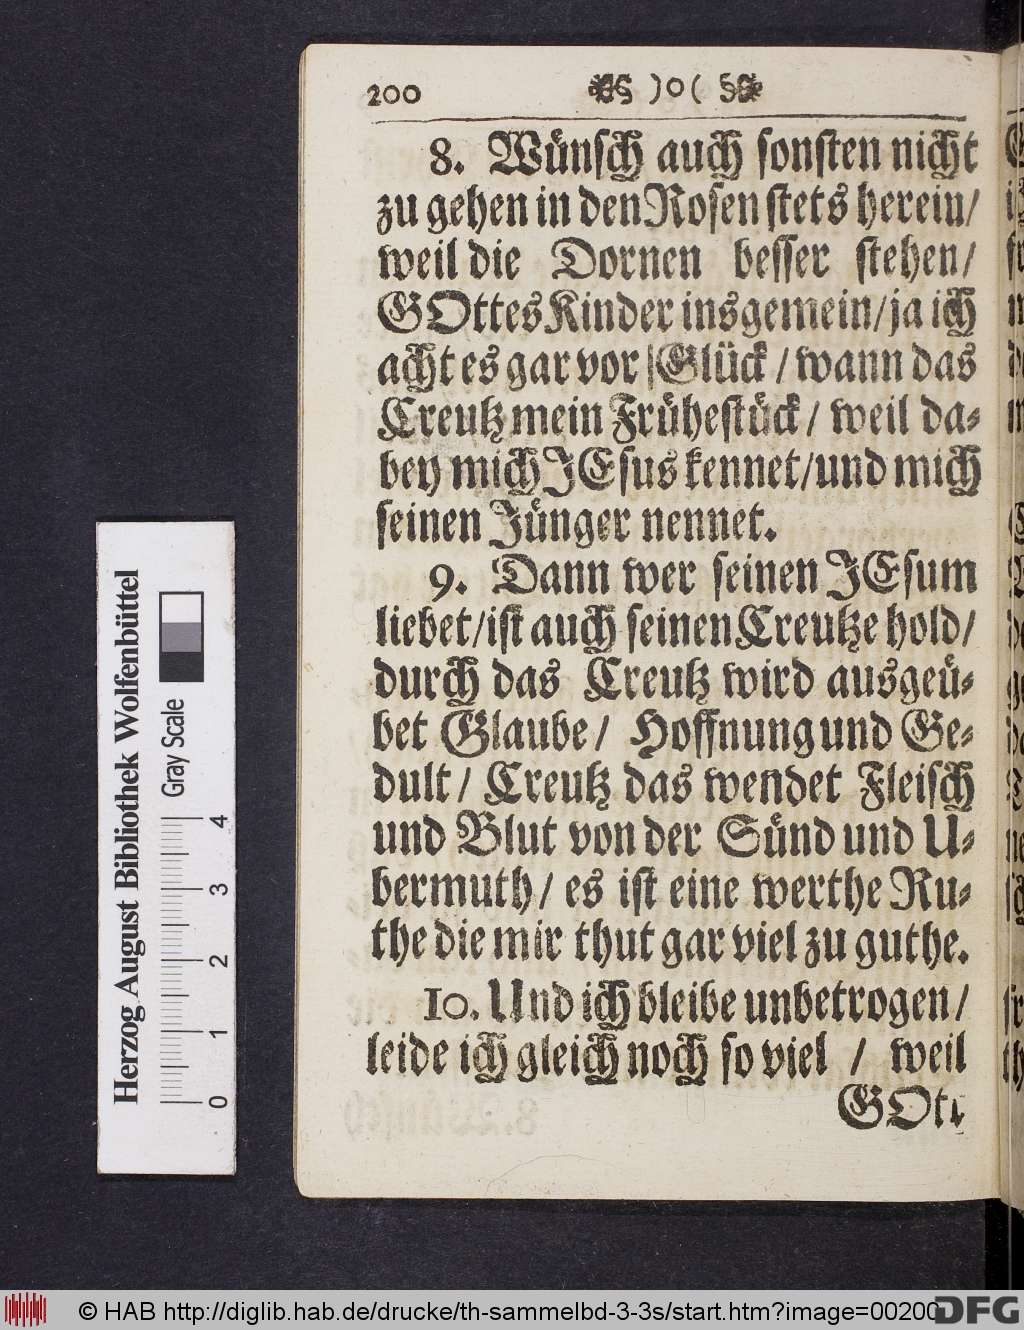 200 )o(
8. Wünsch auch sonsten nicht
zu gehen in den Rosen stets herein/
weil die Dornen besser stehen/
GOttes Kinder insgemein/ ja ich
acht es gar vor Glück / wann das
Creutz mein Frühestück/ weil da-
bey mich JEsus kennet/ und mich
seinen Jünger nennet.
9. Dann wer seinen JEsum
liebet/ ist auch seinen Creutze hold/
durch das Creutz wird ausgeü-
bet Glaube/ Hoffnung und Ge-
dult/ Creutz das wendet Fleisch
und Blut von der Sünd und U-
bermuth/ es ist eine werthe Ru-
the die mir thut gar viel zu guthe.
10. Und ich bleibe unbetrogen/
leide ich gleich noch so viel / weil
GOtt
Herzog August Bibliothek Wolfenbüttel
Gray Scale
0 1 2 3 4
© HAB http://diglib.hab.de/drucke/th-sammelbd-3-3s/start.htm?image=00200
DFG